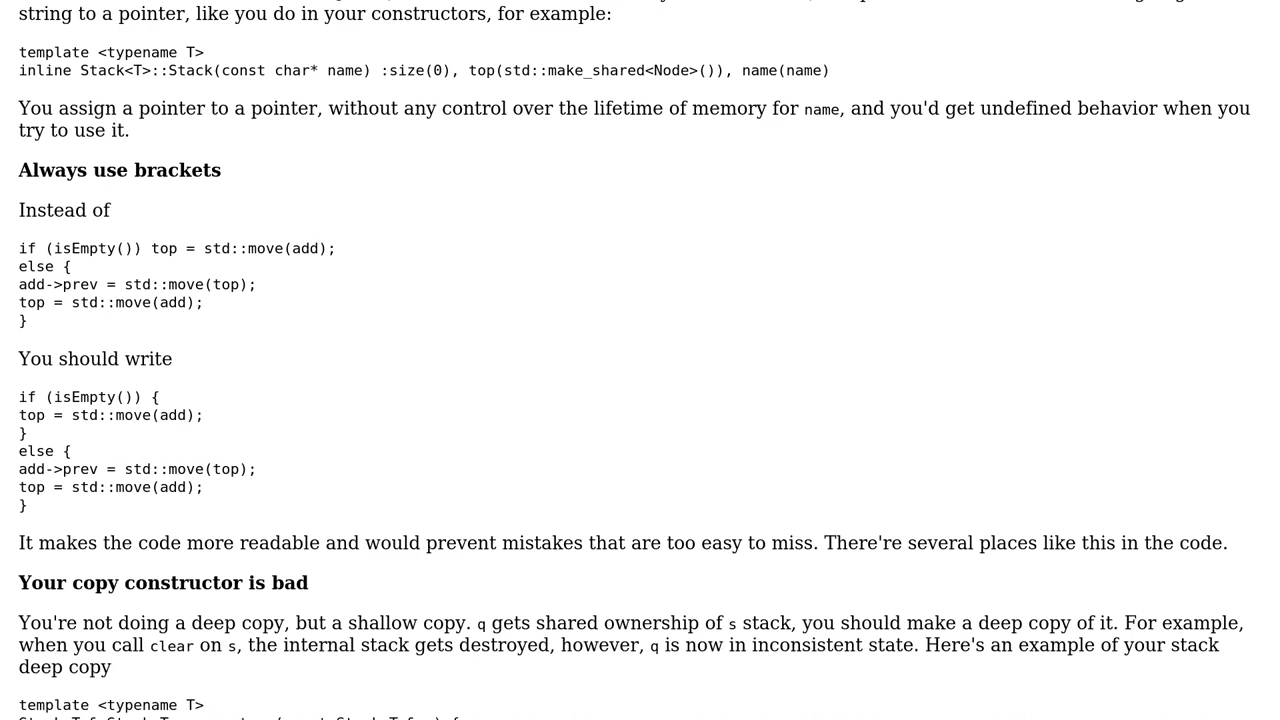 string to a pointer, like you do in your constructors, for example:
template <typename T>
inline Stack<T>::Stack(const char* name) :size(0), top(std::make_shared<Node>()), name(name)
You assign a pointer to a pointer, without any control over the lifetime of memory for name, and you'd get undefined behavior when you
try to use it.
Always use brackets
Instead of
if (isEmpty()) top = std::move(add);
else {
add->prev = std::move(top);
top = std::move(add);
}
You should write
if (isEmpty()) {
top = std::move(add);
}
else {
add->prev = std::move(top);
top = std::move(add);
}
It makes the code more readable and would prevent mistakes that are too easy to miss. There're several places like this in the code.
Your copy constructor is bad
You're not doing a deep copy, but a shallow copy. q gets shared ownership of s stack, you should make a deep copy of it. For example,
when you call clear on s, the internal stack gets destroyed, however, q is now in inconsistent state. Here's an example of your stack
deep copy
template <typename T>